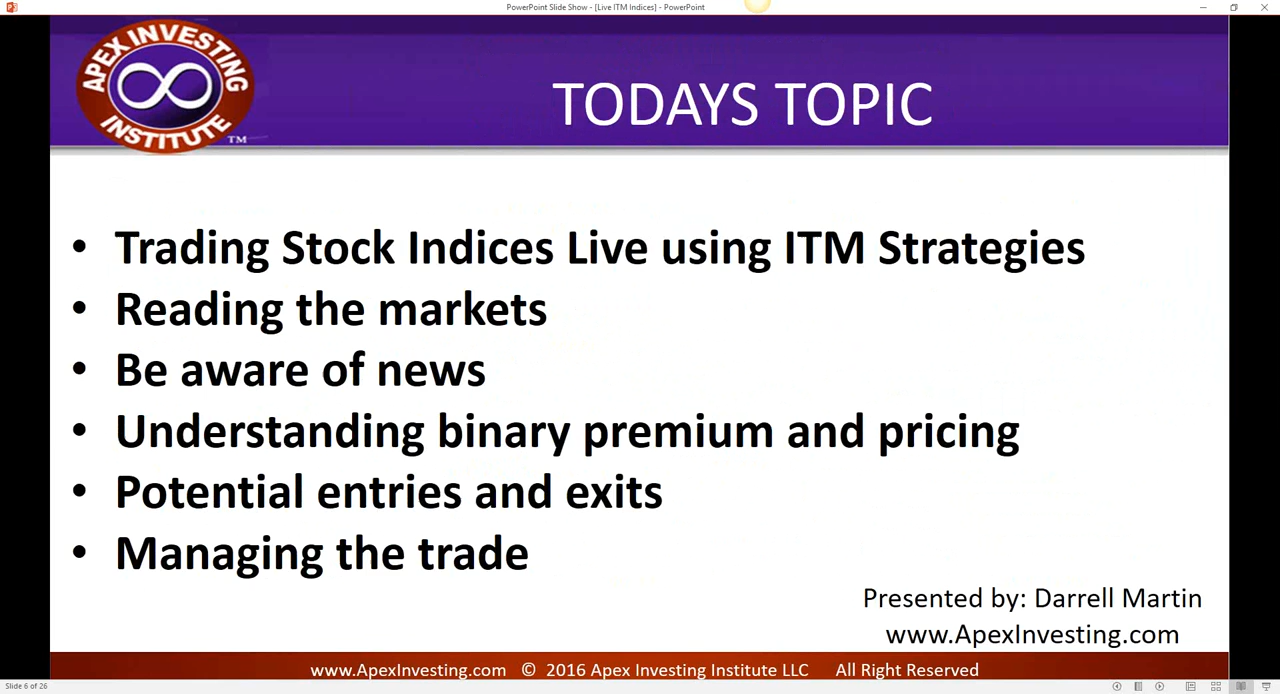 PowerPoint Slide Show - [Live ITM Indices] - PowerPoint
APEX INVESTING
INSTITUTE
TM
TODAYS TOPIC
• Trading Stock Indices Live using ITM Strategies
• Reading the markets
• Be aware of news
• Understanding binary premium and pricing
• Potential entries and exits
• Managing the trade
Presented by: Darrell Martin
www.ApexInvesting.com
www.ApexInvesting.com © 2016 Apex Investing Institute LLC All Right Reserved
Slide 6 of 26